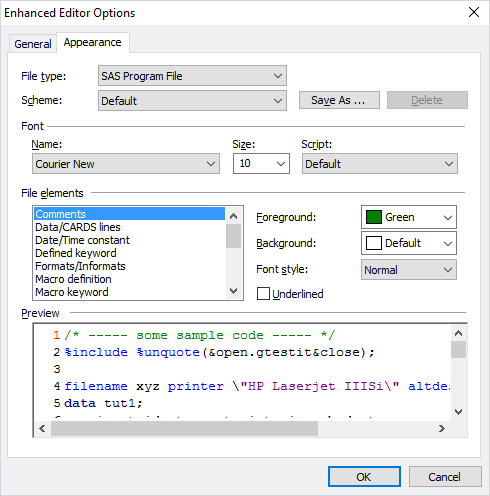 Enhanced Editor Options
General Appearance
File type: SAS Program File
Scheme: Default Save As ... Delete
Font
Name: Size: Script:
Courier New 10 Default
File elements
Comments
Data/CARDS lines
Date/Time constant
Defined keyword
Formats/Informats
Macro definition
Macro keyword
Foreground: Green
Background: Default
Font style: Normal
Underlined
Preview
1 /* ----- some sample code ----- */
2 %include %unquote(&open.gtestit&close);
3
4 filename xyz printer \"HP Laserjet IIISi\" altdes
5 data tut1;
OK Cancel